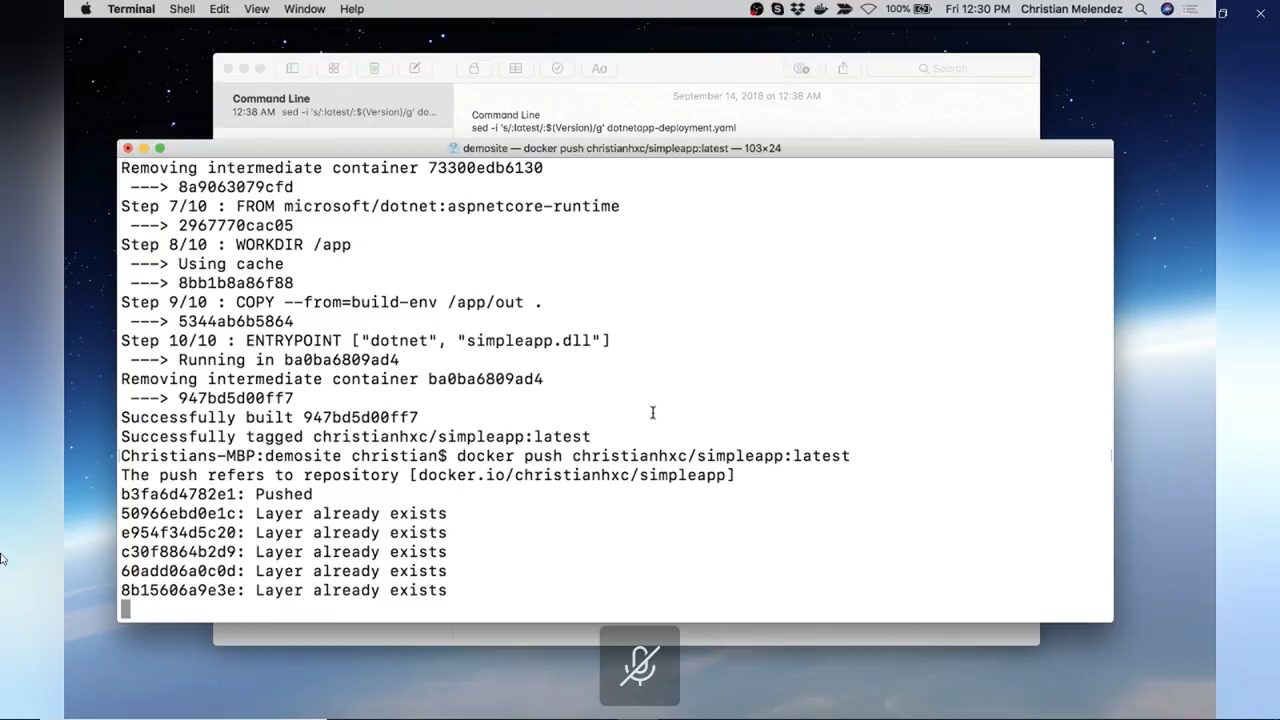 Terminal Shell Edit View Window Help 100% Fri 12:30 PM Christian Melendez
Aa Search
Command Line
12:38 AM sed -i 's/:latest/:$(Version)/g' do...
September 14, 2018 at 12:38 AM
Command Line
sed -i 's/:latest/:$(Version)/g' dotnetapp-deployment.yaml
demosite — docker push christianhxc/simpleapp:latest — 103×24
Removing intermediate container 73300edb6130
---> 8a9063079cfd
Step 7/10 : FROM microsoft/dotnet:aspnetcore-runtime
---> 2967770cac05
Step 8/10 : WORKDIR /app
---> Using cache
---> 8bb1b8a86f88
Step 9/10 : COPY --from=build-env /app/out .
---> 5344ab6b5864
Step 10/10 : ENTRYPOINT ["dotnet", "simpleapp.dll"]
---> Running in ba0ba6809ad4
Removing intermediate container ba0ba6809ad4
---> 947bd5d00ff7
Successfully built 947bd5d00ff7
Successfully tagged christianhxc/simpleapp:latest
Christians-MBP:demosite christian$ docker push christianhxc/simpleapp:latest
The push refers to repository [docker.io/christianhxc/simpleapp]
b3fa6d4782e1: Pushed
50966ebd0e1c: Layer already exists
e954f34d5c20: Layer already exists
c30f8864b2d9: Layer already exists
60add06a0c0d: Layer already exists
8b15606a9e3e: Layer already exists